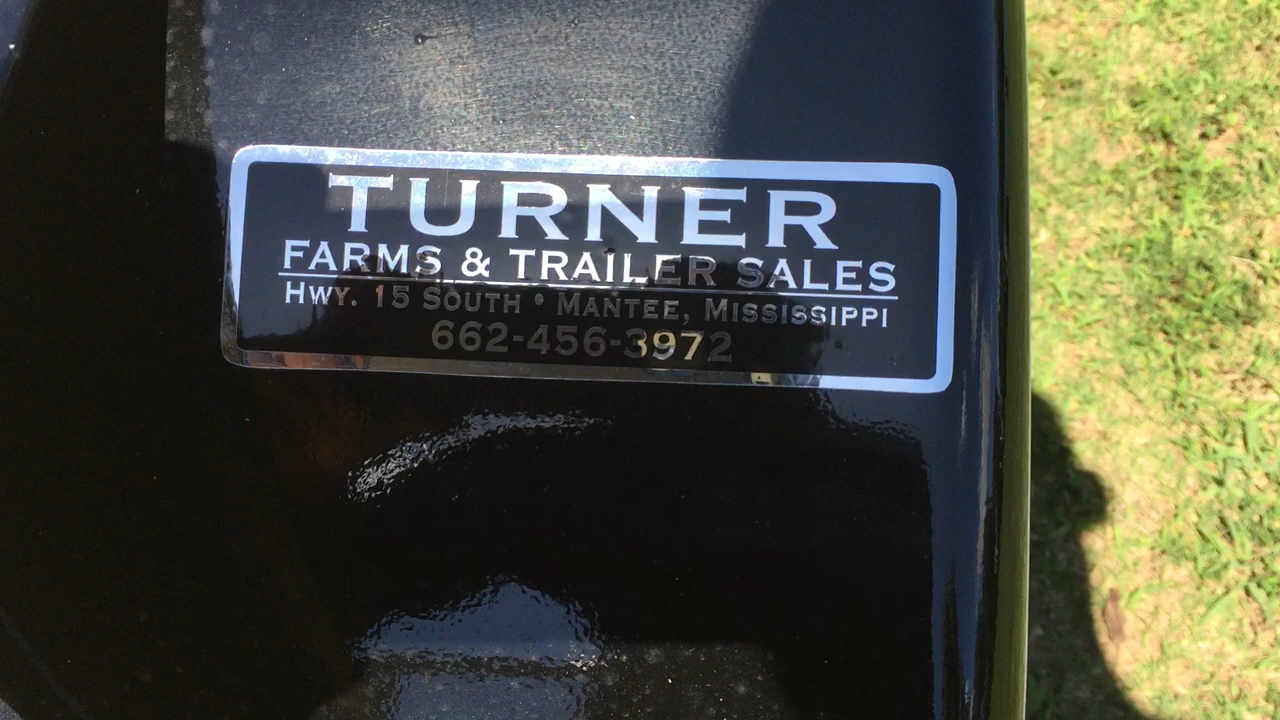 TURNER
FARMS & TRAILER SALES
HWY. 15 SOUTH • MANTEE, MISSISSIPPI
662-456-3972